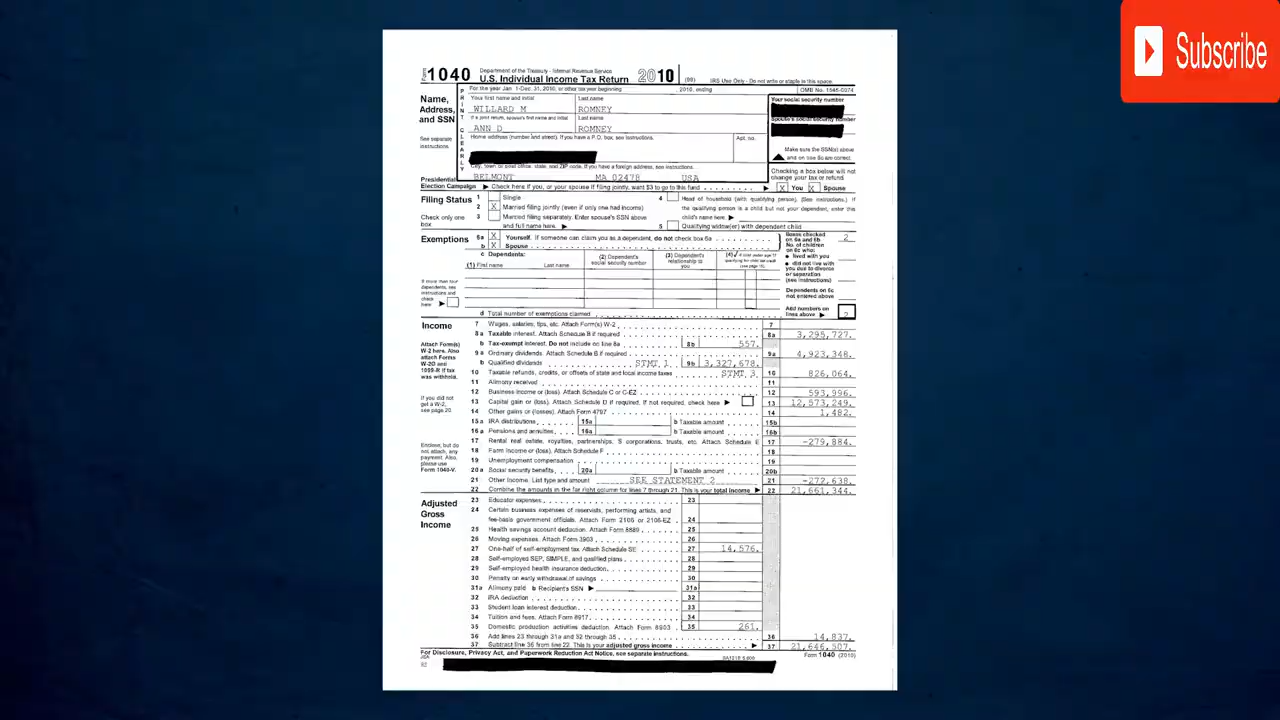 Subscribe
Form 1040 Department of the Treasury - Internal Revenue Service
U.S. Individual Income Tax Return 2010 (99) IRS Use Only - Do not write or staple in this space.
For the year Jan. 1-Dec. 31, 2010, or other tax year beginning , 2010, ending OMB No. 1545-0074
Name, Address, and SSN
See separate instructions.
PRINT CLEARLY
Your first name and initial Last name Your social security number
WILLARD M ROMNEY
If a joint return, spouse's first name and initial Last name Spouse's social security number
ANN D ROMNEY
Home address (number and street). If you have a P.O. box, see instructions. Apt. no.
Make sure the SSN(s) above and on line 6c are correct.
City, town or post office, state, and ZIP code. If you have a foreign address, see instructions.
BELMONT MA 02478 USA
Checking a box below will not change your tax or refund
Presidential Election Campaign Check here if you, or your spouse if filing jointly, want $3 to go to this fund X You X Spouse
Filing Status
Check only one box
1 Single
2 X Married filing jointly (even if only one had income)
3 Married filing separately. Enter spouse's SSN above and full name here.
4 Head of household (with qualifying person). (See instructions.) If the qualifying person is a child but not your dependent, enter this child's name here.
5 Qualifying widow(er) with dependent child
Exemptions
6a X Yourself. If someone can claim you as a dependent, do not check box 6a
b X Spouse
Boxes checked on 6a and 6b 2
c Dependents:
(1) First name Last name (2) Dependent's social security number (3) Dependent's relationship to you
No. of children on 6c who:
lived with you
did not live with you due to divorce or separation (see instructions)
Dependents on 6c not entered above
If more than four dependents, see instructions and check here
d Total number of exemptions claimed Add numbers on lines above 2
Income
Attach Form(s) W-2 here. Also attach Forms W-2G and 1099-R if tax was withheld.
If you did not get a W-2, see page 20.
Enclose, but do not attach, any payment. Also, please use Form 1040-V.
7 Wages, salaries, tips, etc. Attach Form(s) W-2 7
8a Taxable interest. Attach Schedule B if required 8a 3,295,727.
b Tax-exempt interest. Do not include on line 8a 8b 557.
9a Ordinary dividends. Attach Schedule B if required 9a 4,923,348.
b Qualified dividends STMT 1 9b 3,327,678.
10 Taxable refunds, credits, or offsets of state and local income taxes STMT 3 10 826,064.
11 Alimony received 11
12 Business income or (loss). Attach Schedule C or C-EZ 12 593,996.
13 Capital gain or (loss). Attach Schedule D if required. If not required, check here 13 12,573,249.
14 Other gains or (losses). Attach Form 4797 14 1,482.
15a IRA distributions 15a b Taxable amount 15b
16a Pensions and annuities 16a b Taxable amount 16b
17 Rental real estate, royalties, partnerships, S corporations, trusts, etc. Attach Schedule E 17 -279,884.
18 Farm income or (loss). Attach Schedule F 18
19 Unemployment compensation 19
20a Social security benefits 20a b Taxable amount 20b
21 Other income. List type and amount SEE STATEMENT 2 21 -272,638.
22 Combine the amounts in the far right column for lines 7 through 21. This is your total income 22 21,661,344.
Adjusted Gross Income
23 Educator expenses 23
24 Certain business expenses of reservists, performing artists, and
fee-basis government officials. Attach Form 2106 or 2106-EZ 24
25 Health savings account deduction. Attach Form 8889 25
26 Moving expenses. Attach Form 3903 26
27 One-half of self-employment tax. Attach Schedule SE 27 14,576.
28 Self-employed SEP, SIMPLE, and qualified plans 28
29 Self-employed health insurance deduction 29
30 Penalty on early withdrawal of savings 30
31a Alimony paid b Recipient's SSN 31a
32 IRA deduction 32
33 Student loan interest deduction 33
34 Tuition and fees. Attach Form 8917 34
35 Domestic production activities deduction. Attach Form 8903 35 261.
36 Add lines 23 through 31a and 32 through 35 36 14,837.
37 Subtract line 36 from line 22. This is your adjusted gross income 37 21,646,507.
For Disclosure, Privacy Act, and Paperwork Reduction Act Notice, see separate instructions. Form 1040 (2010)